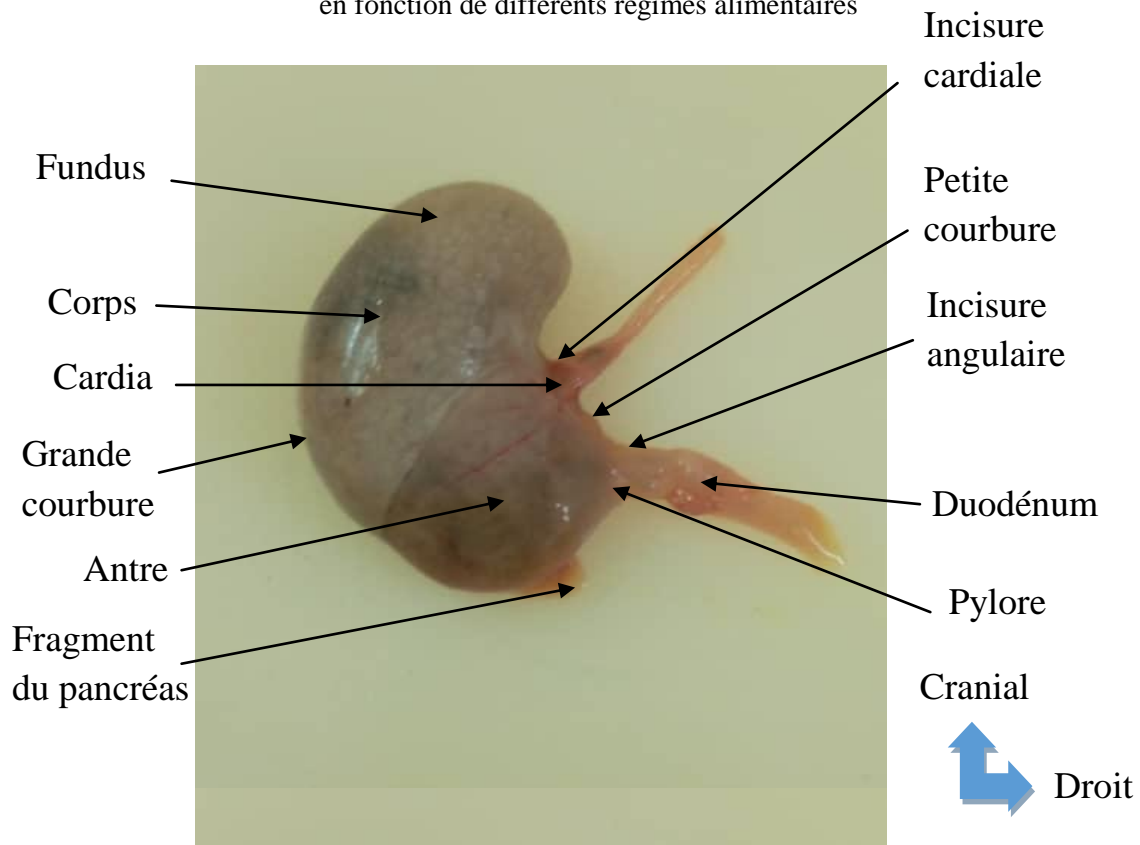 en fonction de différents régimes alimentaires
Incisure
cardiale
Fundus
Petite
courbure
Corps
Incisure
angulaire
Cardia
Grande
courbure
Duodénum
Antre
Pylore
Fragment
du pancréas
Cranial
Droit